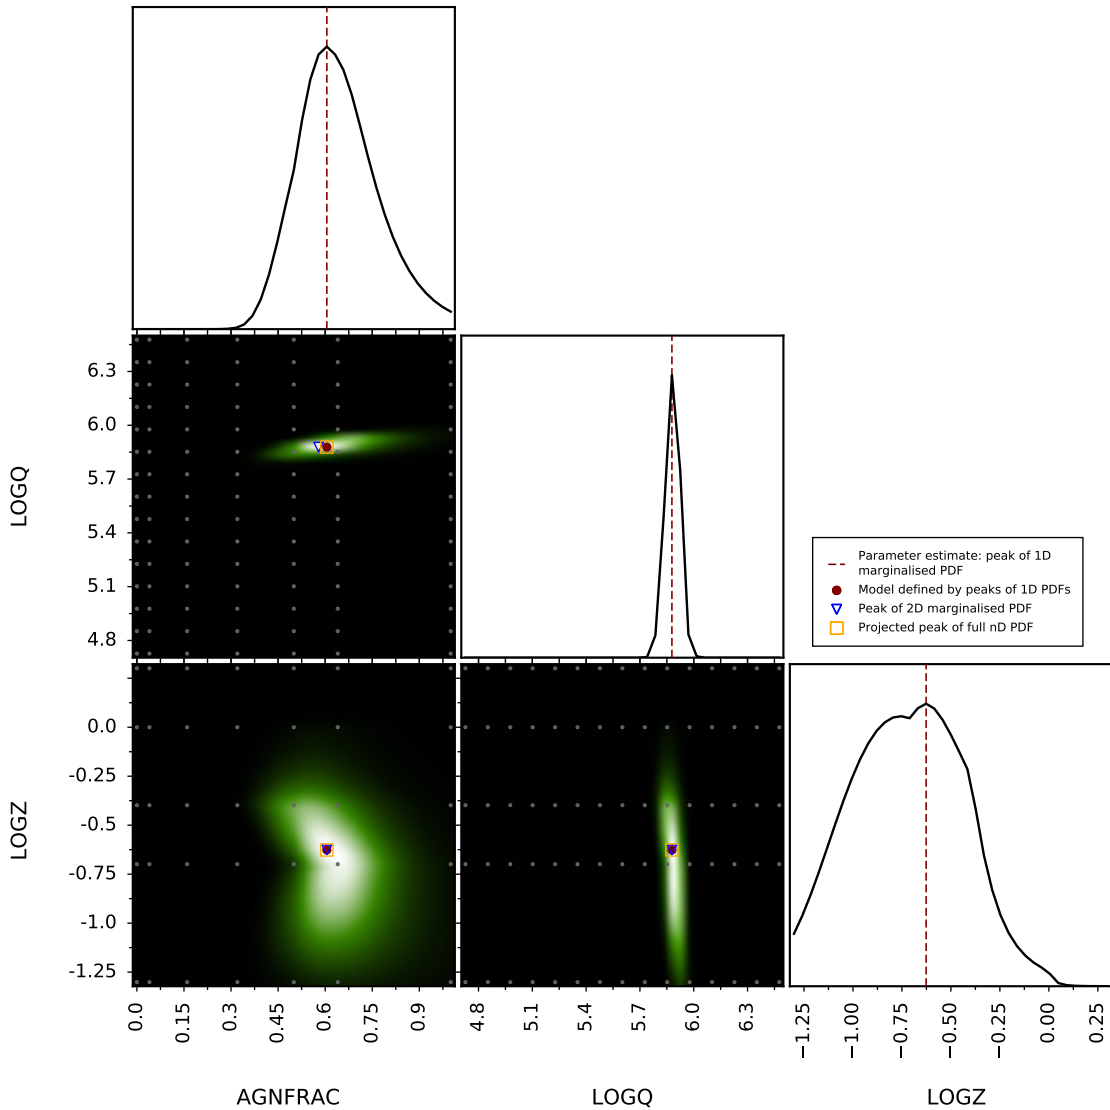 6.3
6.0
5.7
5.4
5.1
4.8
LOGQ
Parameter estimate: peak of 1D
marginalised PDF
Model defined by peaks of 1D PDFs
Peak of 2D marginalised PDF
Projected peak of full nD PDF
0.0
-0.25
-0.5
-0.75
-1.0
-1.25
LOGZ
0.0 0.15 0.3 0.45 0.6 0.75 0.9
4.8 5.1 5.4 5.7 6.0 6.3
−1.25 −1.00 −0.75 −0.50 0.00 0.25
AGNFRAC
LOGQ
LOGZ